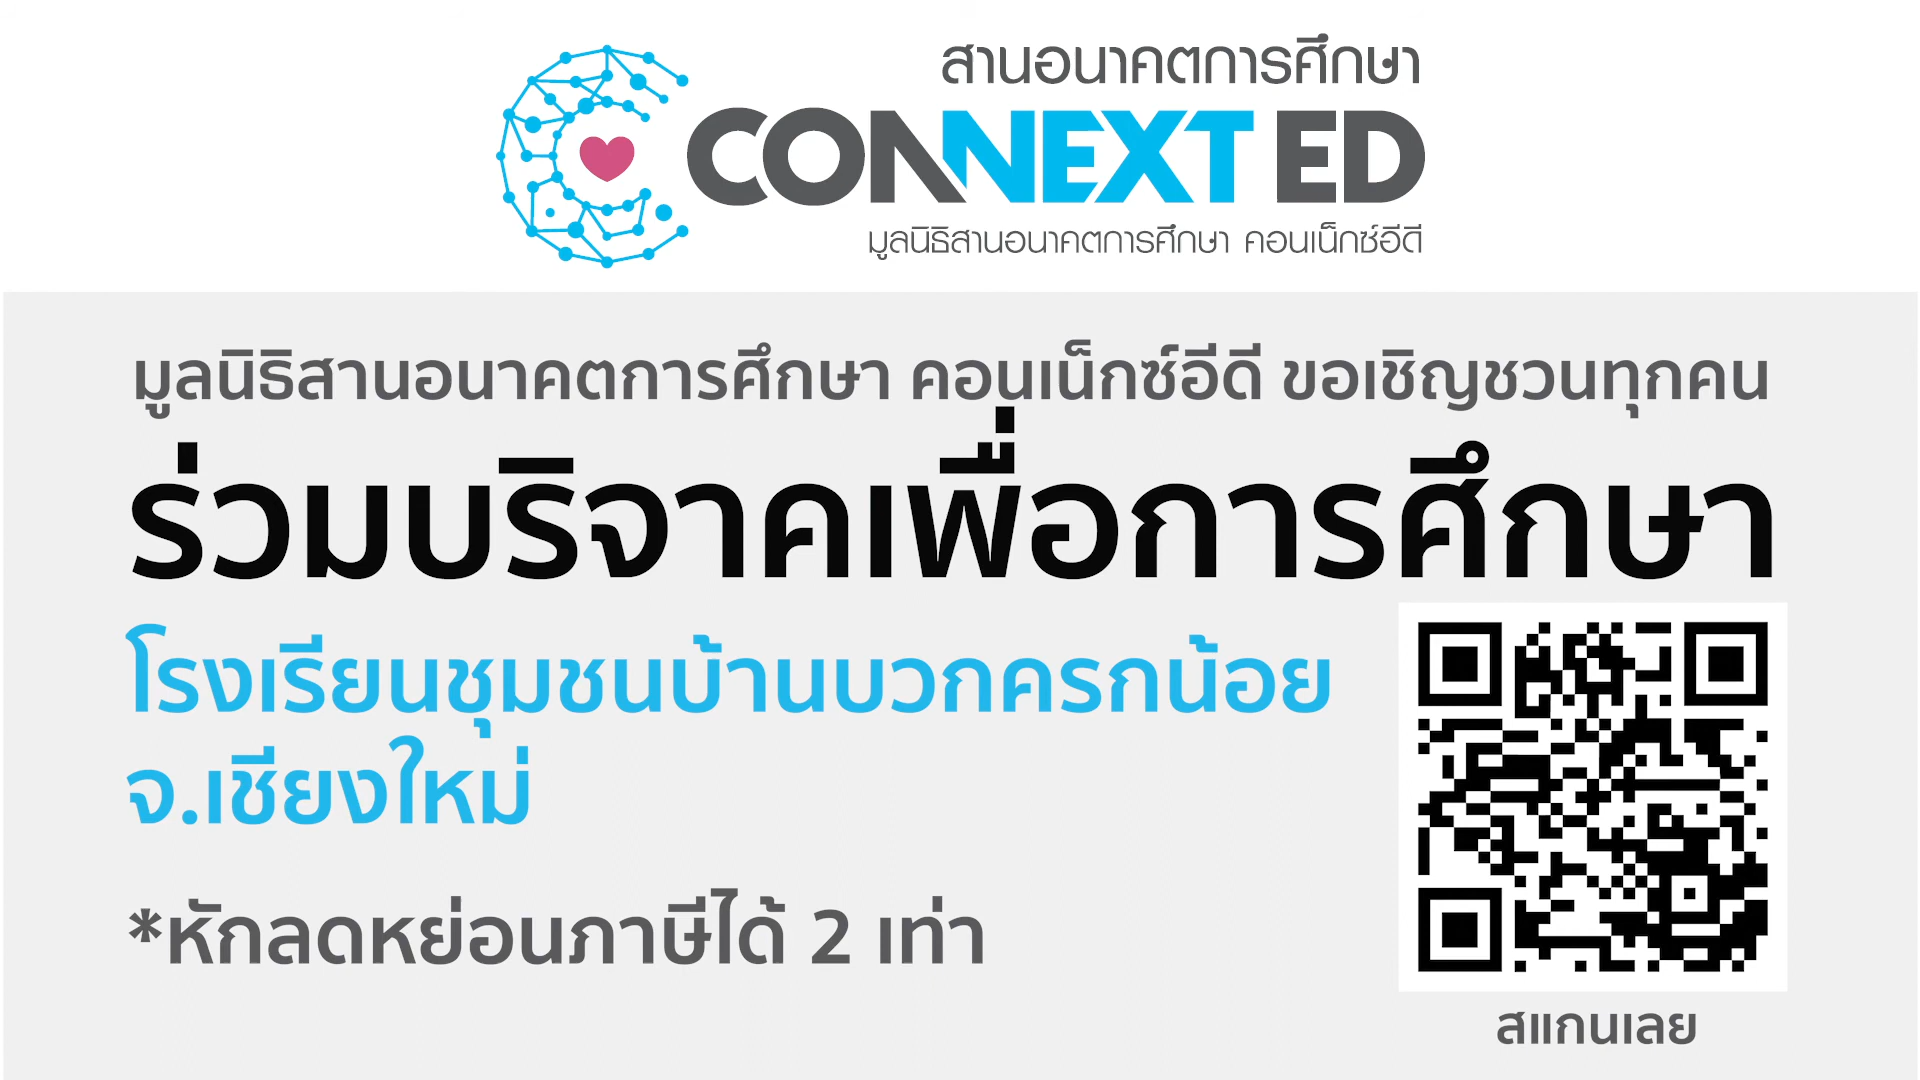 สานอนาคตการศึกษา
CONNEXT ED
มูลนิธิสานอนาคตการศึกษา คอนเน็กซ์อีดี
มูลนิธิสานอนาคตการศึกษา คอนเน็กซ์อีดี ขอเชิญชวนทุกคน
ร่วมบริจาคเพื่อการศึกษา
โรงเรียนชุมชนบ้านบวกครกน้อย
จ.เชียงใหม่
*หักลดหย่อนภาษีได้ 2 เท่า
สแกนเลย